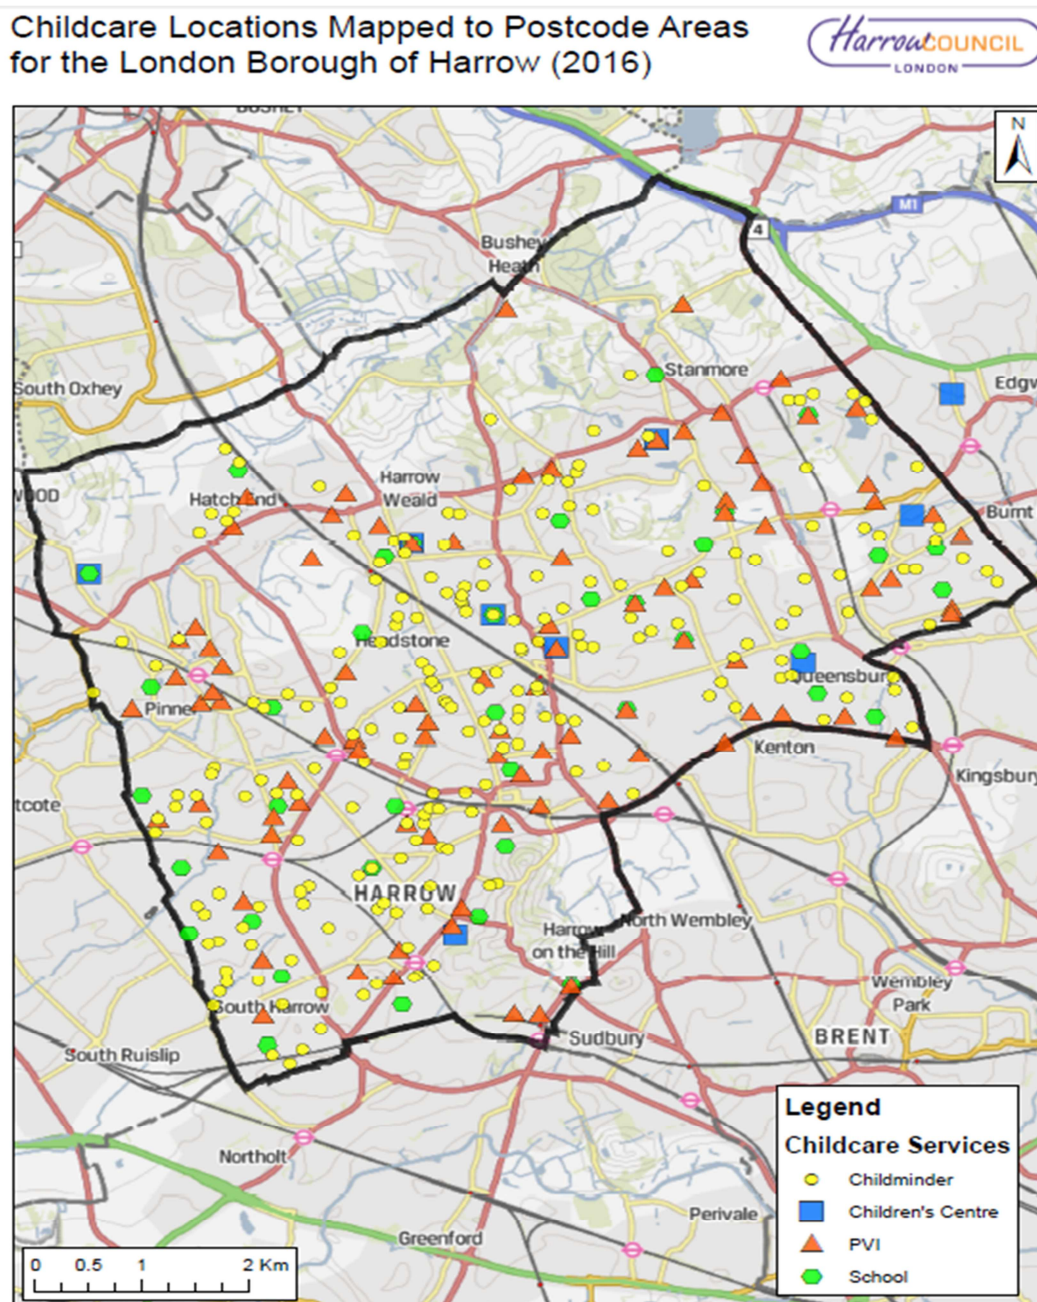 Childcare Locations Mapped to Postcode Areas
for the London Borough of Harrow (2016)
HarrowCOUNCIL
LONDON
N
M1
4
Bushey
Heath
Stanmore
South Oxhey
Edgw
Harrow
Weald
Hatch End
WOOD
Burnt
Headstone
Queensbur
Pinner
Kenton
Kingsbury
tcote
HARROW
North Wembley
Harrow
on the Hill
Wembley
Park
South Harrow
BRENT
Sudbury
South Ruislip
Northolt
Perivale
Greenford
Legend
Childcare Services
Childminder
Children's Centre
PVI
School
0 0.5 1 2 Km